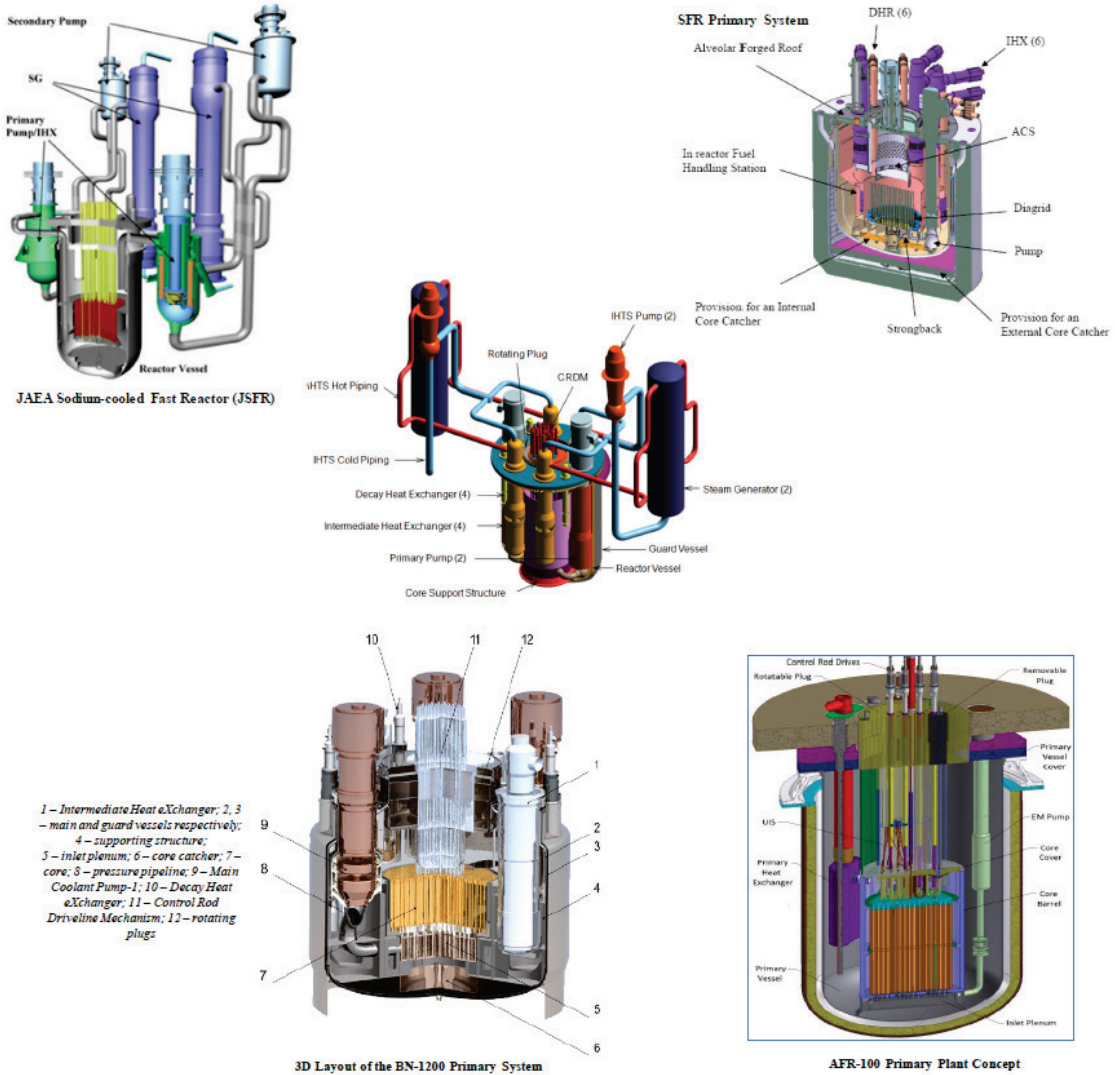 Secondary Pump
SG
Primary
Pump/IHX
Reactor Vessel
JAEA Sodium-cooled Fast Reactor (JSFR)
SFR Primary System
DHR (6)
IHX (6)
Alveolar Forged Roof
ACS
In reactor Fuel
Handling Station
Diagrid
Pump
Provision for an Internal
Core Catcher
Strongback
Provision for an
External Core Catcher
IHTS Pump (2)
Rotating Plug
CRDM
IHTS Hot Piping
IHTS Cold Piping
Decay Heat Exchanger (4)
Steam Generator (2)
Intermediate Heat Exchanger (4)
Guard Vessel
Primary Pump (2)
Reactor Vessel
Core Support Structure
10
11
12
1
2
3
4
9
8
7
5
6
1 – Intermediate Heat eXchanger; 2, 3
– main and guard vessels respectively;
4 – supporting structure;
5 – inlet plenum; 6 – core catcher; 7 –
core; 8 – pressure pipeline; 9 – Main
Coolant Pump-1; 10 – Decay Heat
eXchanger; 11 – Control Rod
Driveline Mechanism; 12 – rotating
plugs
3D Layout of the BN-1200 Primary System
Control Rod Drives
Rotatable Plug
Removable
Plug
Primary
Vessel
Cover
UIS
EM Pump
Primary
Heat
Exchanger
Core
Cover
Core
Barrel
Primary
Vessel
Inlet Plenum
AFR-100 Primary Plant Concept